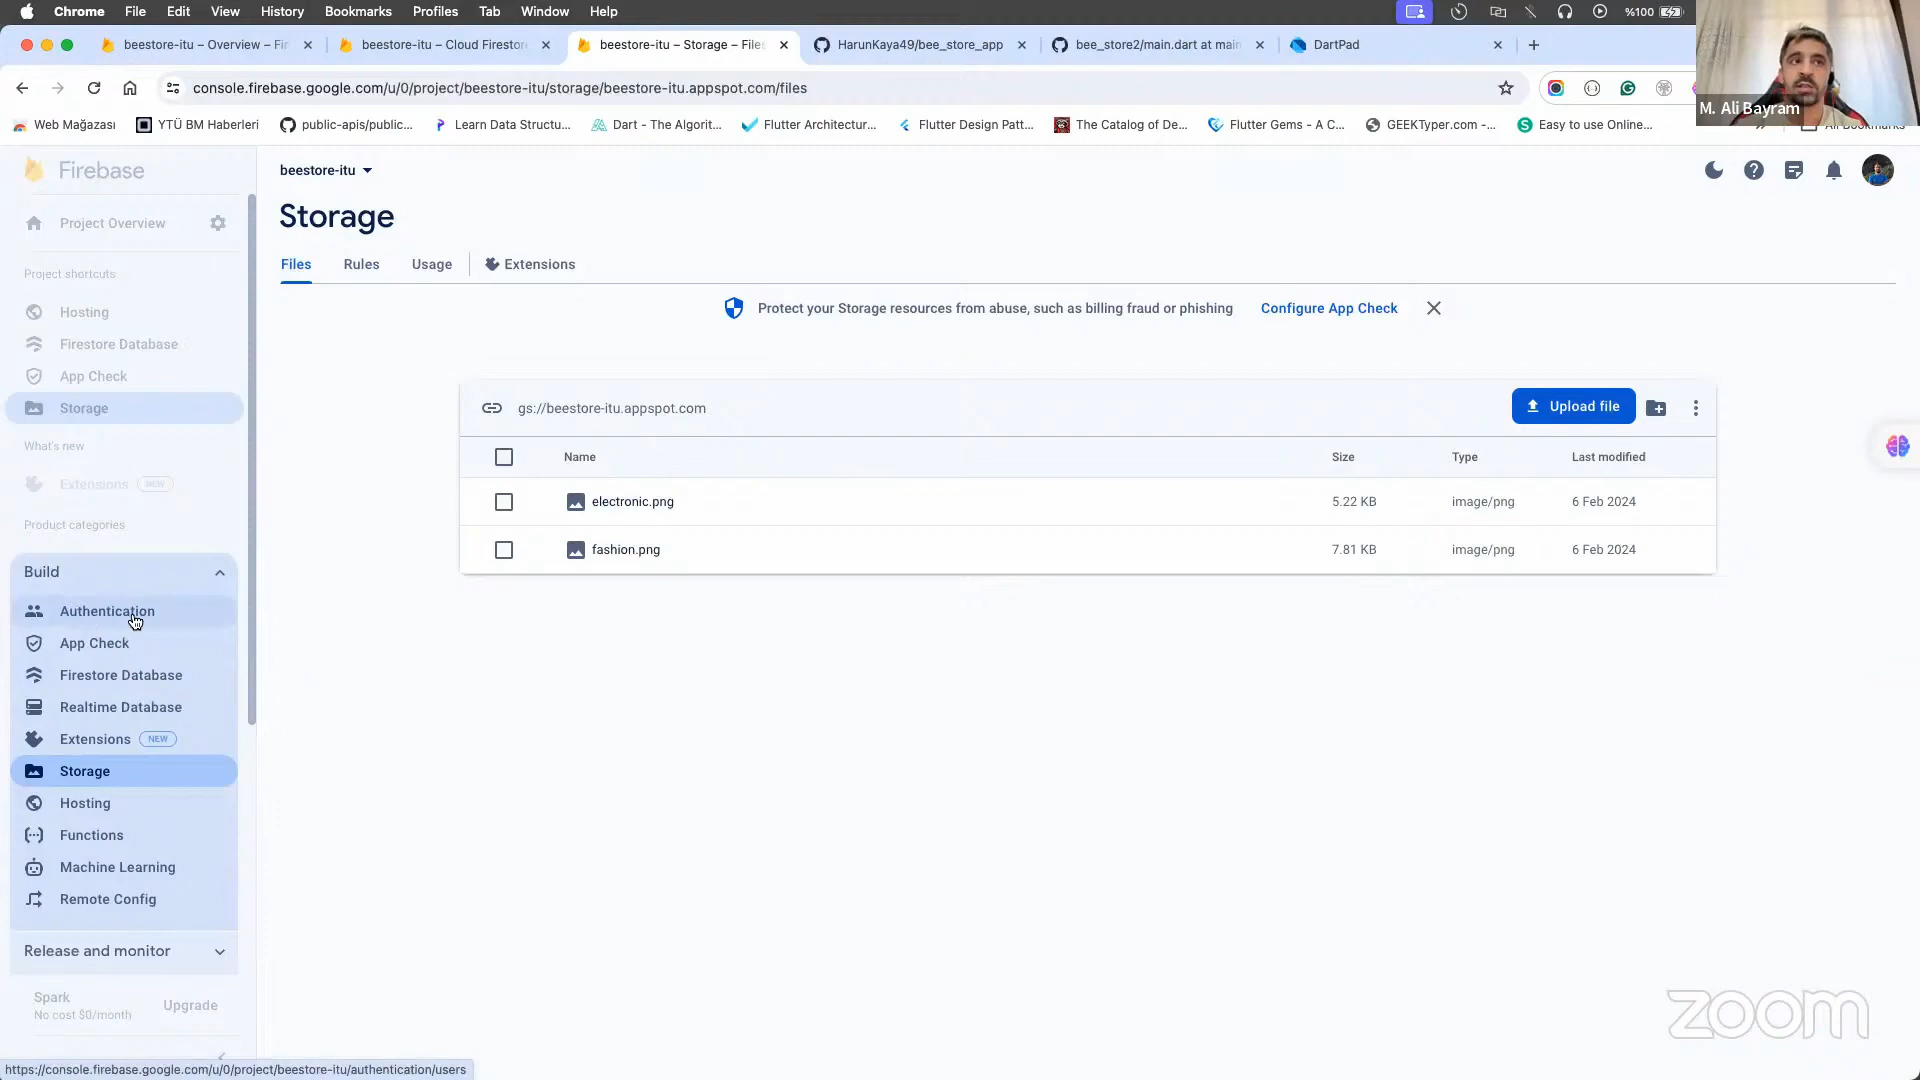 Chrome File Edit View History Bookmarks Profiles Tab Window Help %100
beestore-itu – Overview – Fir
beestore-itu – Cloud Firestor
beestore-itu – Storage – Files
HarunKaya49/bee_store_app
bee_store2/main.dart at main
DartPad
console.firebase.google.com/u/0/project/beestore-itu/storage/beestore-itu.appspot.com/files
M. Ali Bayram
Web Mağazası
YTÜ BM Haberleri
public-apis/public...
Learn Data Structu...
Dart - The Algorit...
Flutter Architectur...
Flutter Design Patt...
The Catalog of De...
Flutter Gems - A C...
GEEKTyper.com -...
Easy to use Online...
All Bookmarks
Firebase
Project Overview
Project shortcuts
Hosting
Firestore Database
App Check
Storage
What's new
Extensions NEW
Product categories
Build
Authentication
App Check
Firestore Database
Realtime Database
Extensions NEW
Storage
Hosting
Functions
Machine Learning
Remote Config
Release and monitor
Spark
No cost $0/month
Upgrade
beestore-itu
Storage
Files Rules Usage Extensions
Protect your Storage resources from abuse, such as billing fraud or phishing Configure App Check
gs://beestore-itu.appspot.com Upload file
Name Size Type Last modified
electronic.png 5.22 KB image/png 6 Feb 2024
fashion.png 7.81 KB image/png 6 Feb 2024
zoom
https://console.firebase.google.com/u/0/project/beestore-itu/authentication/users